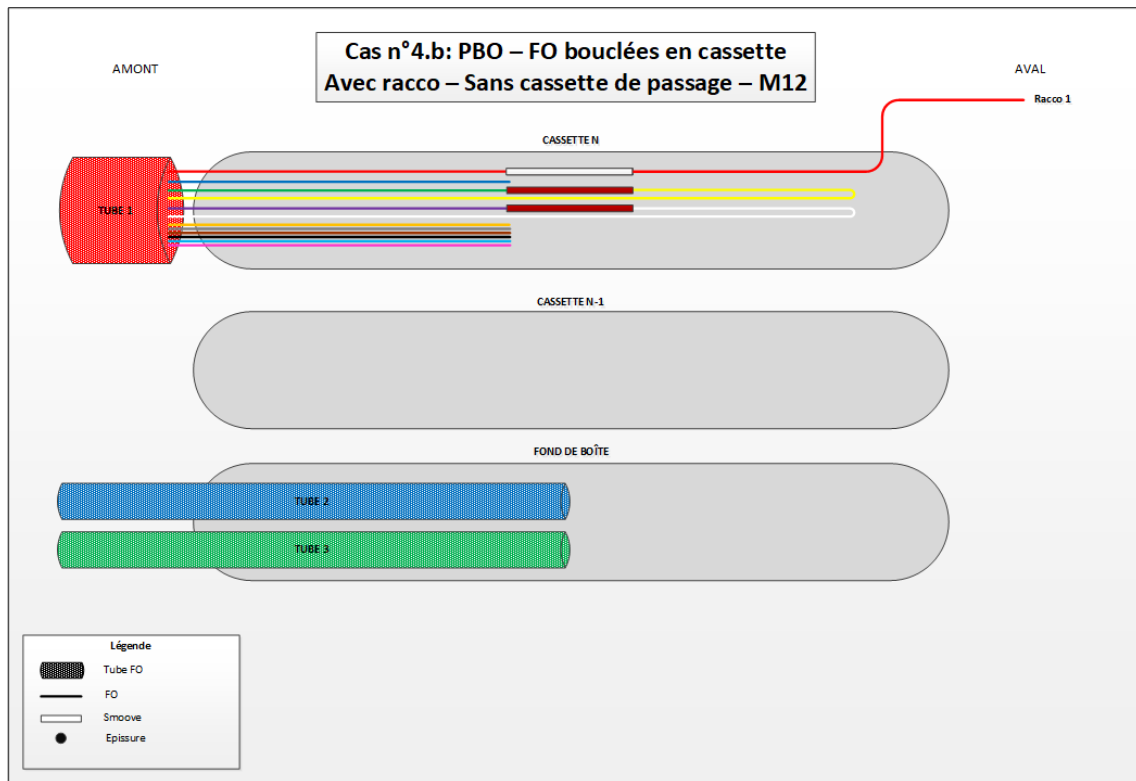 Cas n°4.b: PBO – FO bouclées en cassette
Avec racco – Sans cassette de passage – M12
AMONT
AVAL
Racco 1
CASSETTE N
TUBE 1
CASSETTE N-1
FOND DE BOÎTE
TUBE 2
TUBE 3
Légende
Tube FO
FO
Smoove
Epissure